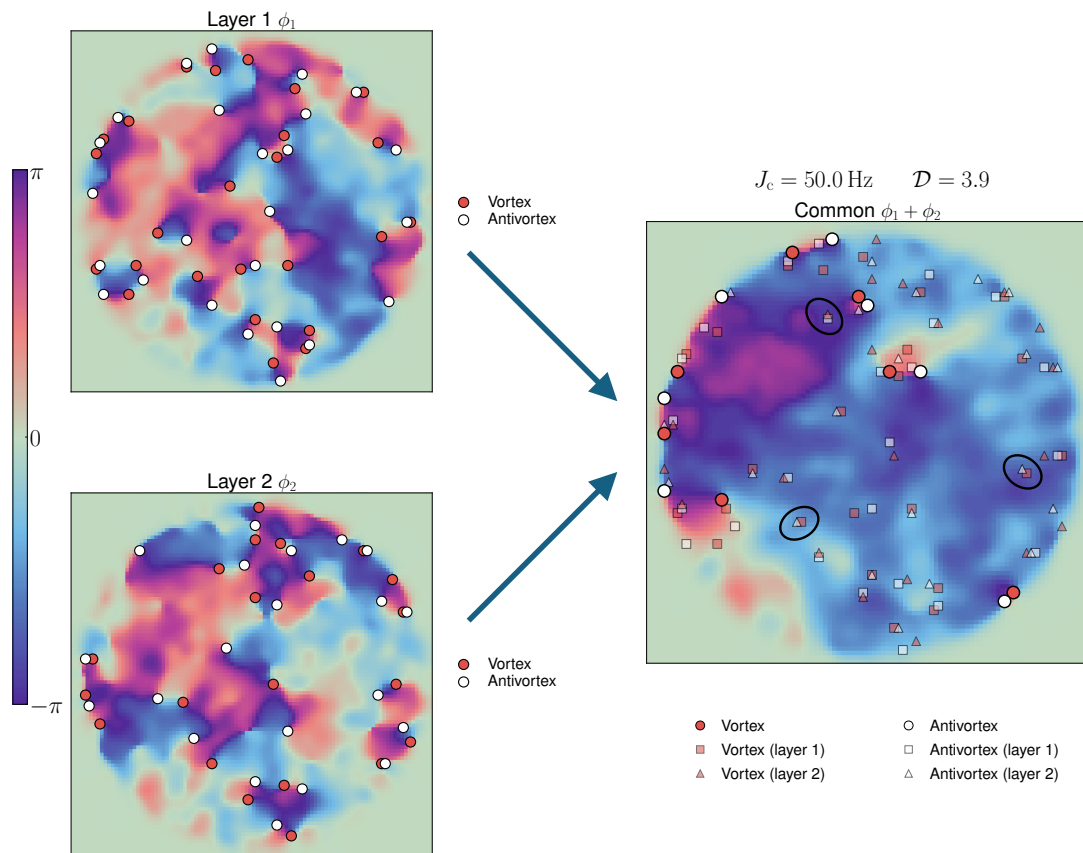 Layer 1 ϕ₁
π
0
−π
Vortex
Antivortex
Layer 2 ϕ₂
Vortex
Antivortex
J_c = 50.0 Hz 𝒟 = 3.9
Common ϕ₁ + ϕ₂
Vortex
Antivortex
Vortex (layer 1)
Antivortex (layer 1)
Vortex (layer 2)
Antivortex (layer 2)